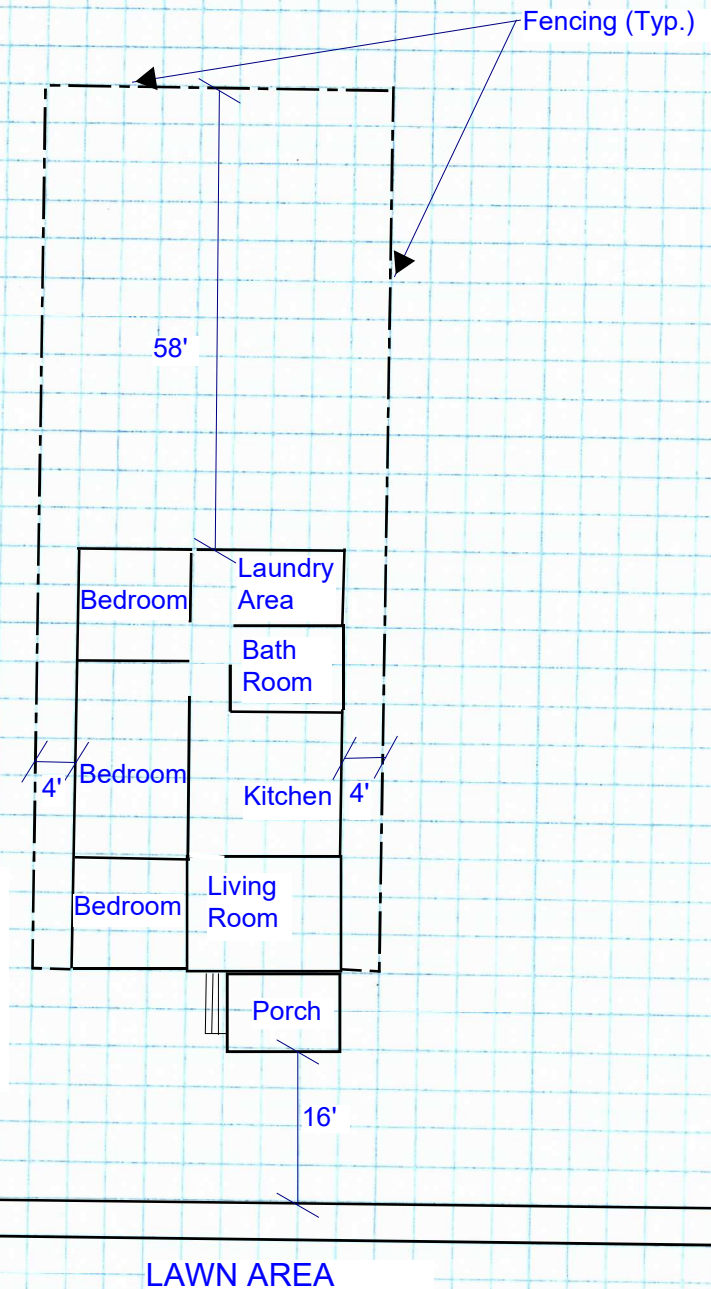 Fencing (Typ.)
58'
Laundry
Area
Bedroom
Bath
Room
Bedroom
4'
Kitchen
4'
Living
Room
Bedroom
Porch
16'
LAWN AREA